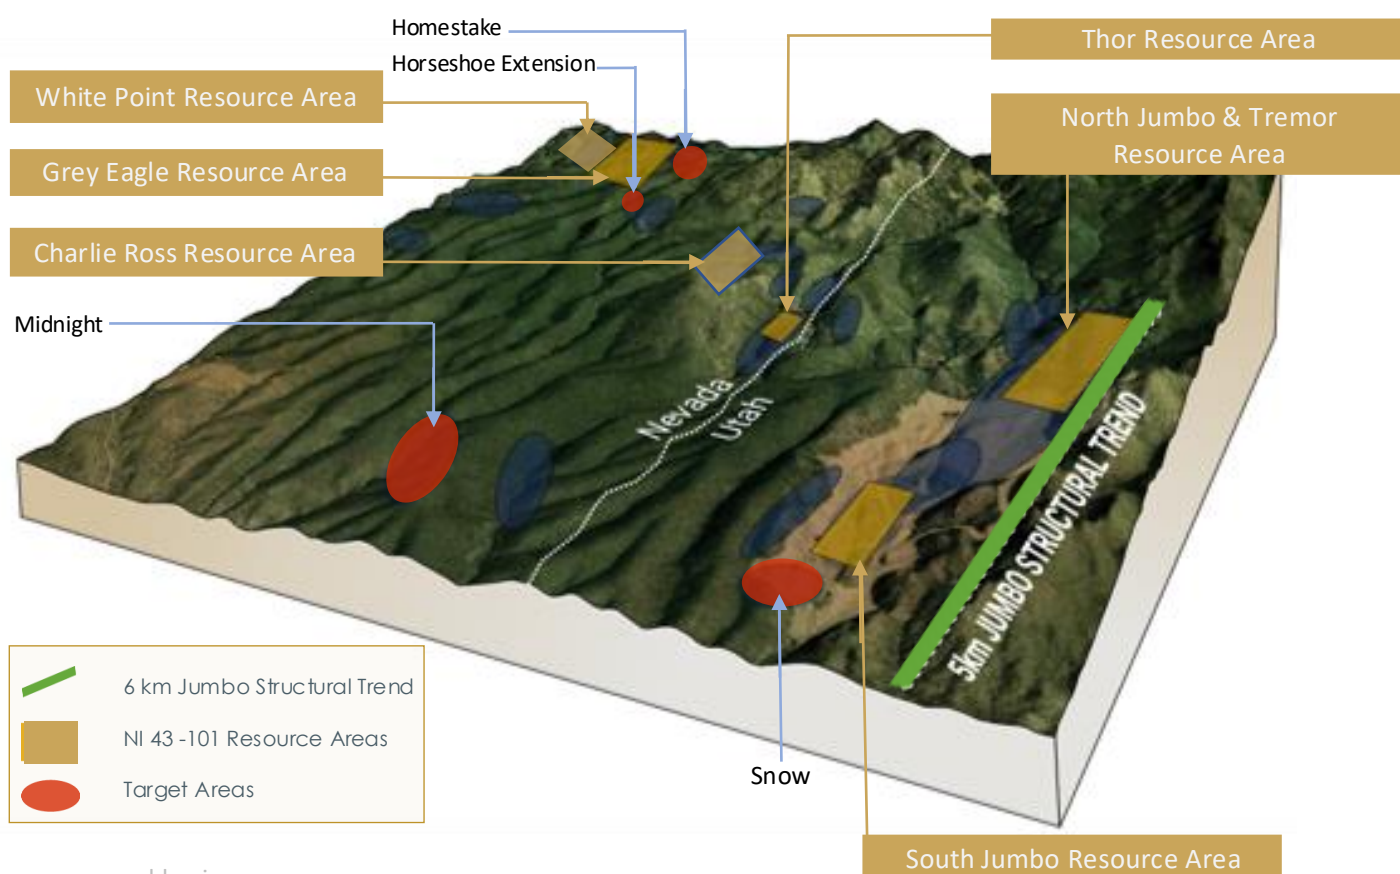 Homestake
Thor Resource Area
Horseshoe Extension
White Point Resource Area
North Jumbo & Tremor
Resource Area
Grey Eagle Resource Area
Charlie Ross Resource Area
Midnight
Nevada
Utah
5km JUMBO STRUCTURAL TREND
6 km Jumbo Structural Trend
NI 43 -101 Resource Areas
Target Areas
Snow
South Jumbo Resource Area